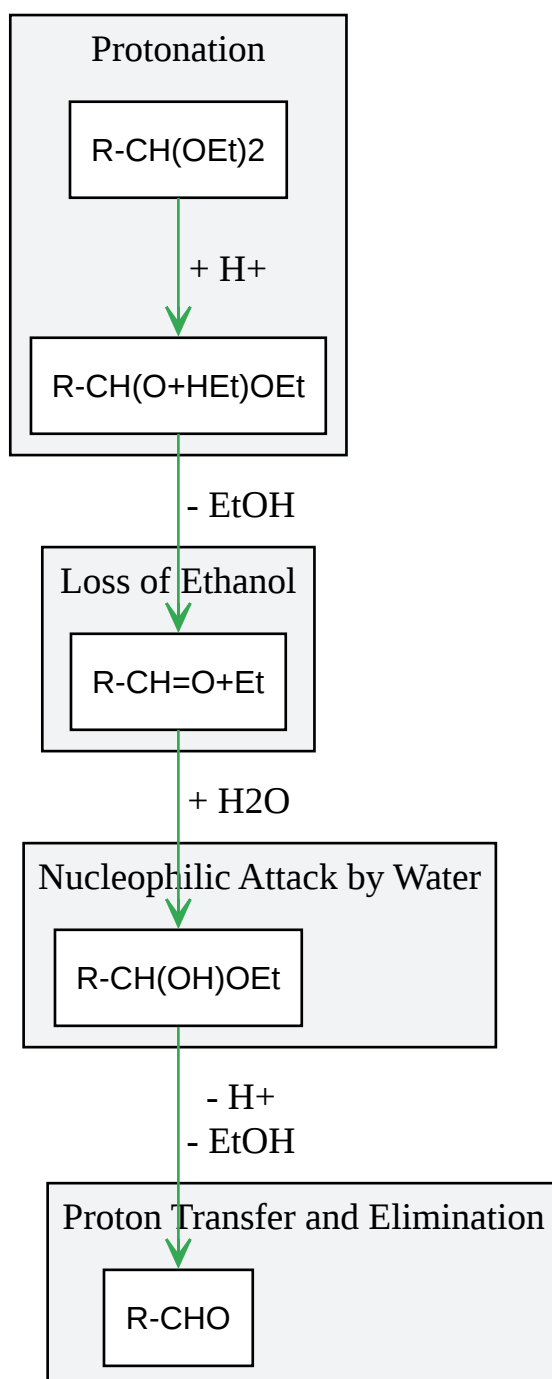 Protonation
R-CH(OEt)2
+ H+
R-CH(O+HEt)OEt
- EtOH
Loss of Ethanol
R-CH=O+Et
+ H2O
Nucleophilic Attack by Water
R-CH(OH)OEt
- H+
- EtOH
Proton Transfer and Elimination
R-CHO